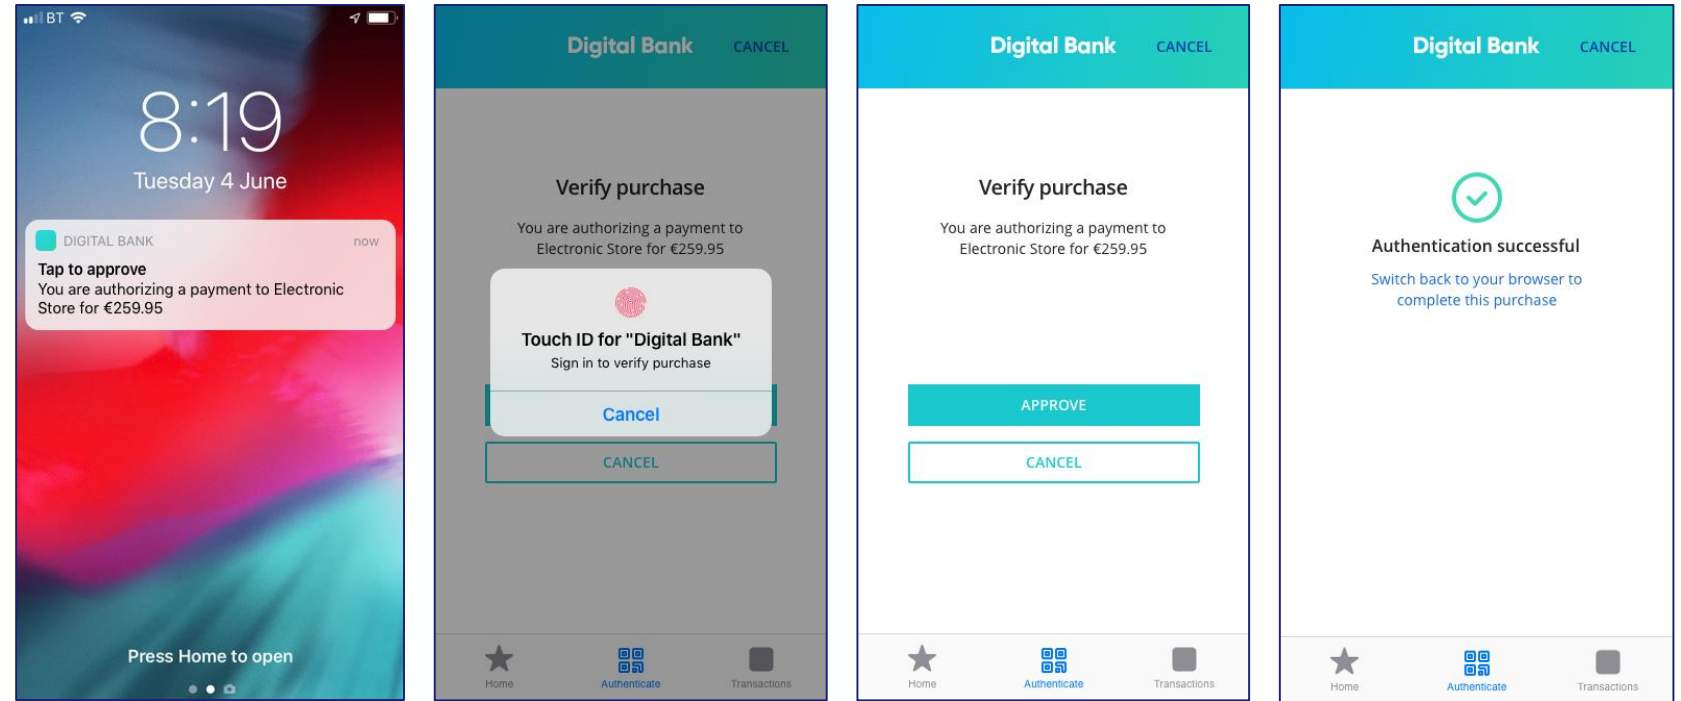 BT
8:19
Tuesday 4 June
DIGITAL BANK now
Tap to approve
You are authorizing a payment to Electronic
Store for €259.95
Press Home to open
Digital Bank CANCEL
Verify purchase
You are authorizing a payment to
Electronic Store for €259.95
Touch ID for "Digital Bank"
Sign in to verify purchase
Cancel
CANCEL
Home Authenticate Transactions
Digital Bank CANCEL
Verify purchase
You are authorizing a payment to
Electronic Store for €259.95
APPROVE
CANCEL
Home Authenticate Transactions
Digital Bank CANCEL
Authentication successful
Switch back to your browser to
complete this purchase
Home Authenticate Transactions